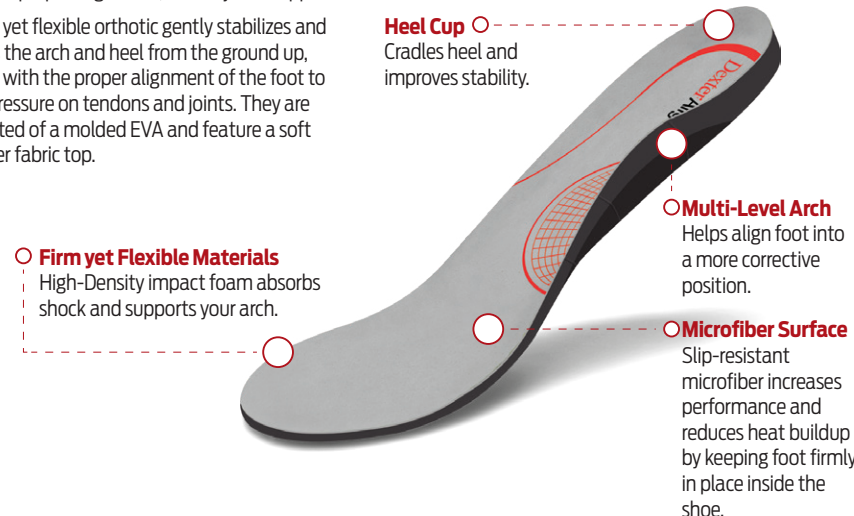 yet flexible orthotic gently stabilizes and
the arch and heel from the ground up,
with the proper alignment of the foot to
ressure on tendons and joints. They are
ted of a molded EVA and feature a soft
er fabric top.
Heel Cup
Cradles heel and
improves stability.
Dexter
Multi-Level Arch
Helps align foot into
a more corrective
position.
Firm yet Flexible Materials
High-Density impact foam absorbs
shock and supports your arch.
Microfiber Surface
Slip-resistant
microfiber increases
performance and
reduces heat buildup
by keeping foot firmly
in place inside the
shoe.